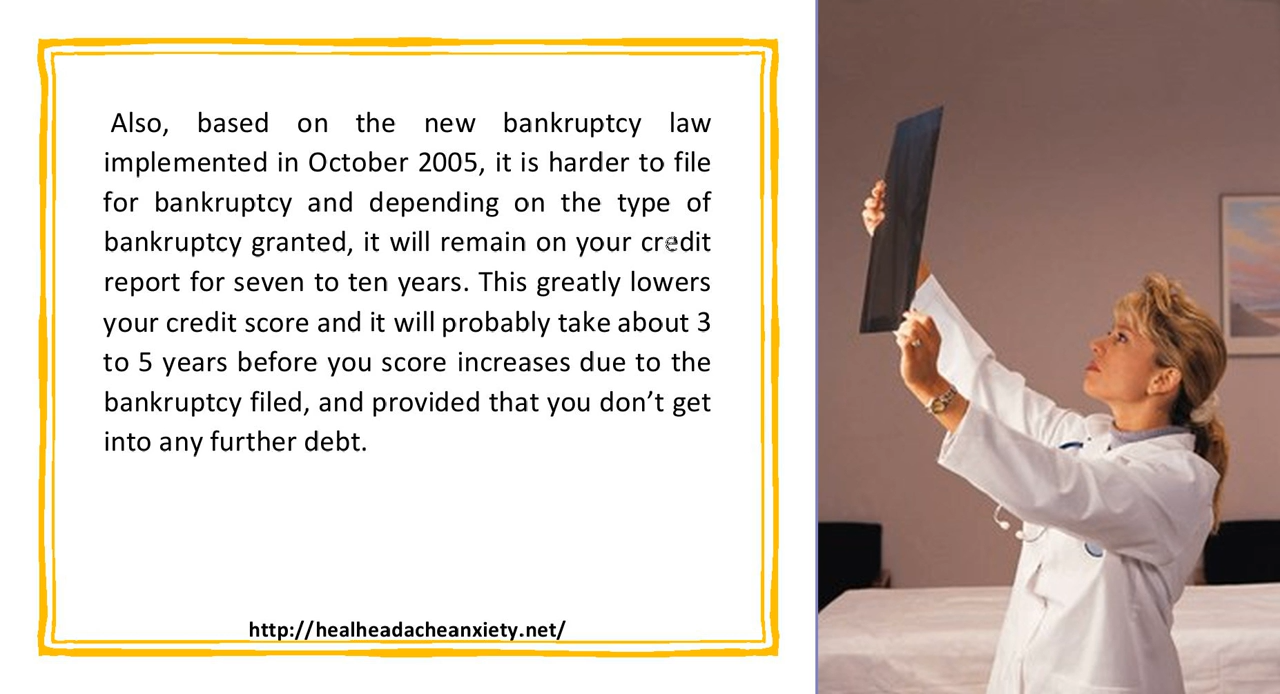 Also, based on the new bankruptcy law
implemented in October 2005, it is harder to file
for bankruptcy and depending on the type of
bankruptcy granted, it will remain on your credit
report for seven to ten years. This greatly lowers
your credit score and it will probably take about 3
to 5 years before you score increases due to the
bankruptcy filed, and provided that you don’t get
into any further debt.
http://healheadacheanxiety.net/